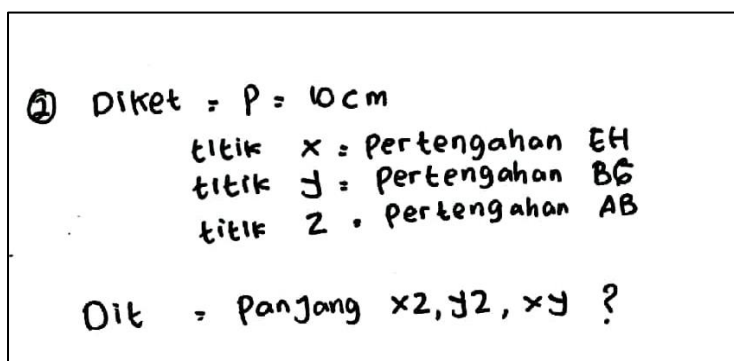 ② Diket = P = 10 cm
titik x = Pertengahan EH
titik y = Pertengahan BG
titik z = Pertengahan AB
Dit = Panjang xz, yz, xy ?